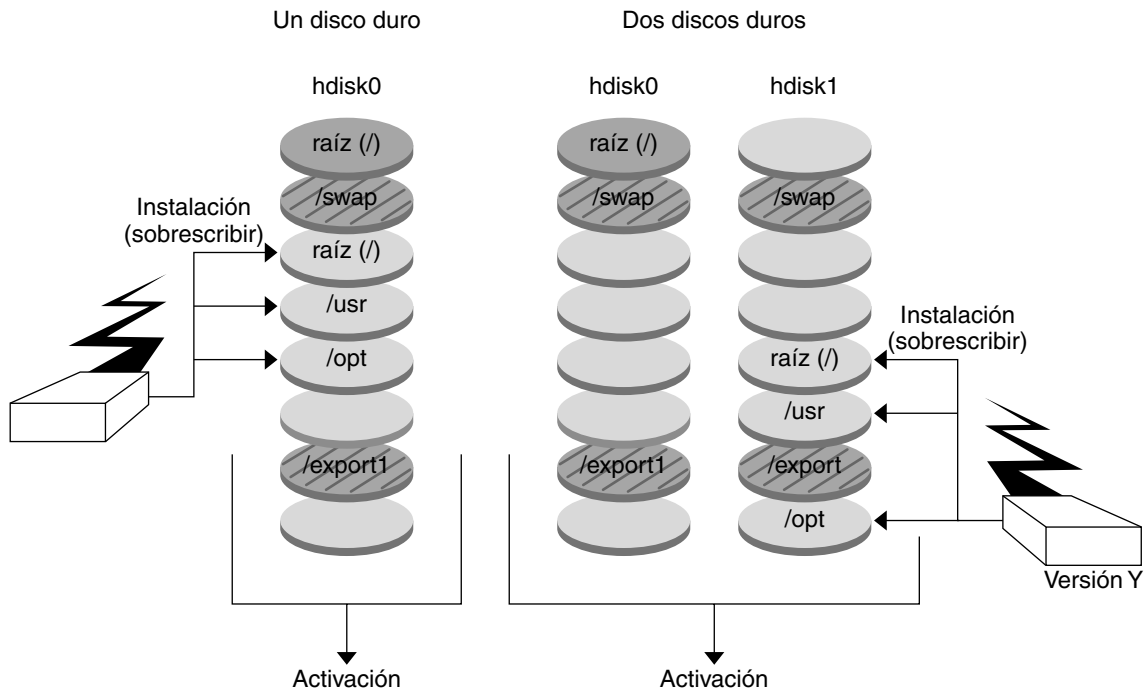 Un disco duro
Dos discos duros
hdisk0
hdisk0
hdisk1
raíz (/)
/swap
raíz (/)
/usr
/opt
/export1
Instalación
(sobrescribir)
raíz (/)
/swap
/export1
/swap
raíz (/)
/usr
/export
/opt
Instalación
(sobrescribir)
Versión Y
Activación
Activación